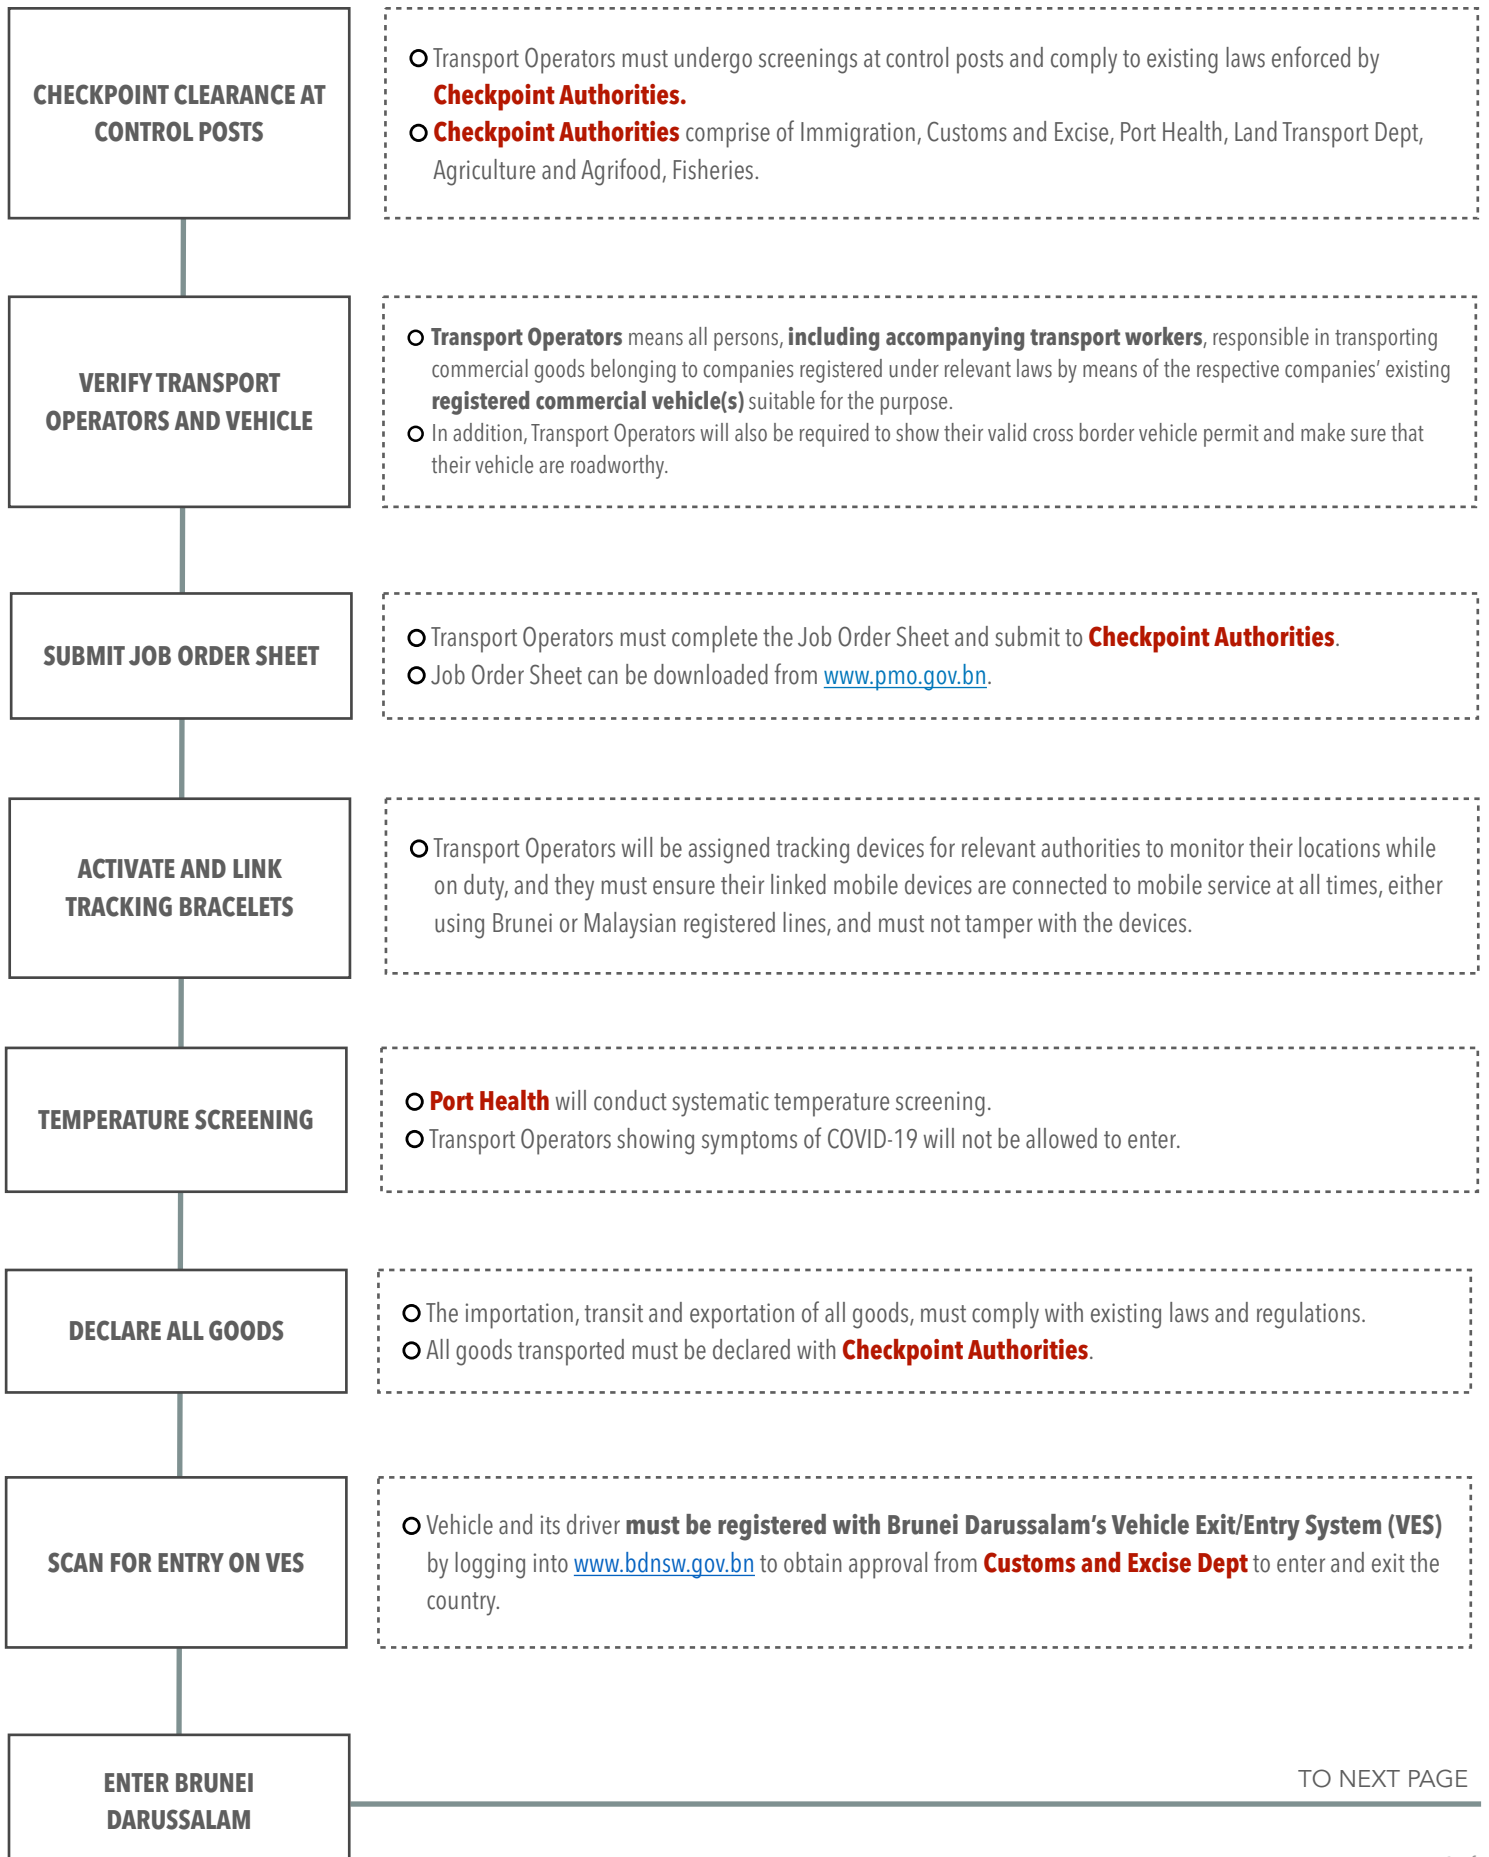 CHECKPOINT CLEARANCE AT
CONTROL POSTS
Transport Operators must undergo screenings at control posts and comply to existing laws enforced by
Checkpoint Authorities.
Checkpoint Authorities comprise of Immigration, Customs and Excise, Port Health, Land Transport Dept,
Agriculture and Agrifood, Fisheries.
VERIFY TRANSPORT
OPERATORS AND VEHICLE
Transport Operators means all persons, including accompanying transport workers, responsible in transporting
commercial goods belonging to companies registered under relevant laws by means of the respective companies’ existing
registered commercial vehicle(s) suitable for the purpose.
In addition, Transport Operators will also be required to show their valid cross border vehicle permit and make sure that
their vehicle are roadworthy.
SUBMIT JOB ORDER SHEET
Transport Operators must complete the Job Order Sheet and submit to Checkpoint Authorities.
Job Order Sheet can be downloaded from www.pmo.gov.bn.
ACTIVATE AND LINK
TRACKING BRACELETS
Transport Operators will be assigned tracking devices for relevant authorities to monitor their locations while
on duty, and they must ensure their linked mobile devices are connected to mobile service at all times, either
using Brunei or Malaysian registered lines, and must not tamper with the devices.
TEMPERATURE SCREENING
Port Health will conduct systematic temperature screening.
Transport Operators showing symptoms of COVID-19 will not be allowed to enter.
DECLARE ALL GOODS
The importation, transit and exportation of all goods, must comply with existing laws and regulations.
All goods transported must be declared with Checkpoint Authorities.
SCAN FOR ENTRY ON VES
Vehicle and its driver must be registered with Brunei Darussalam’s Vehicle Exit/Entry System (VES)
by logging into www.bdnsw.gov.bn to obtain approval from Customs and Excise Dept to enter and exit the
country.
ENTER BRUNEI
DARUSSALAM
TO NEXT PAGE